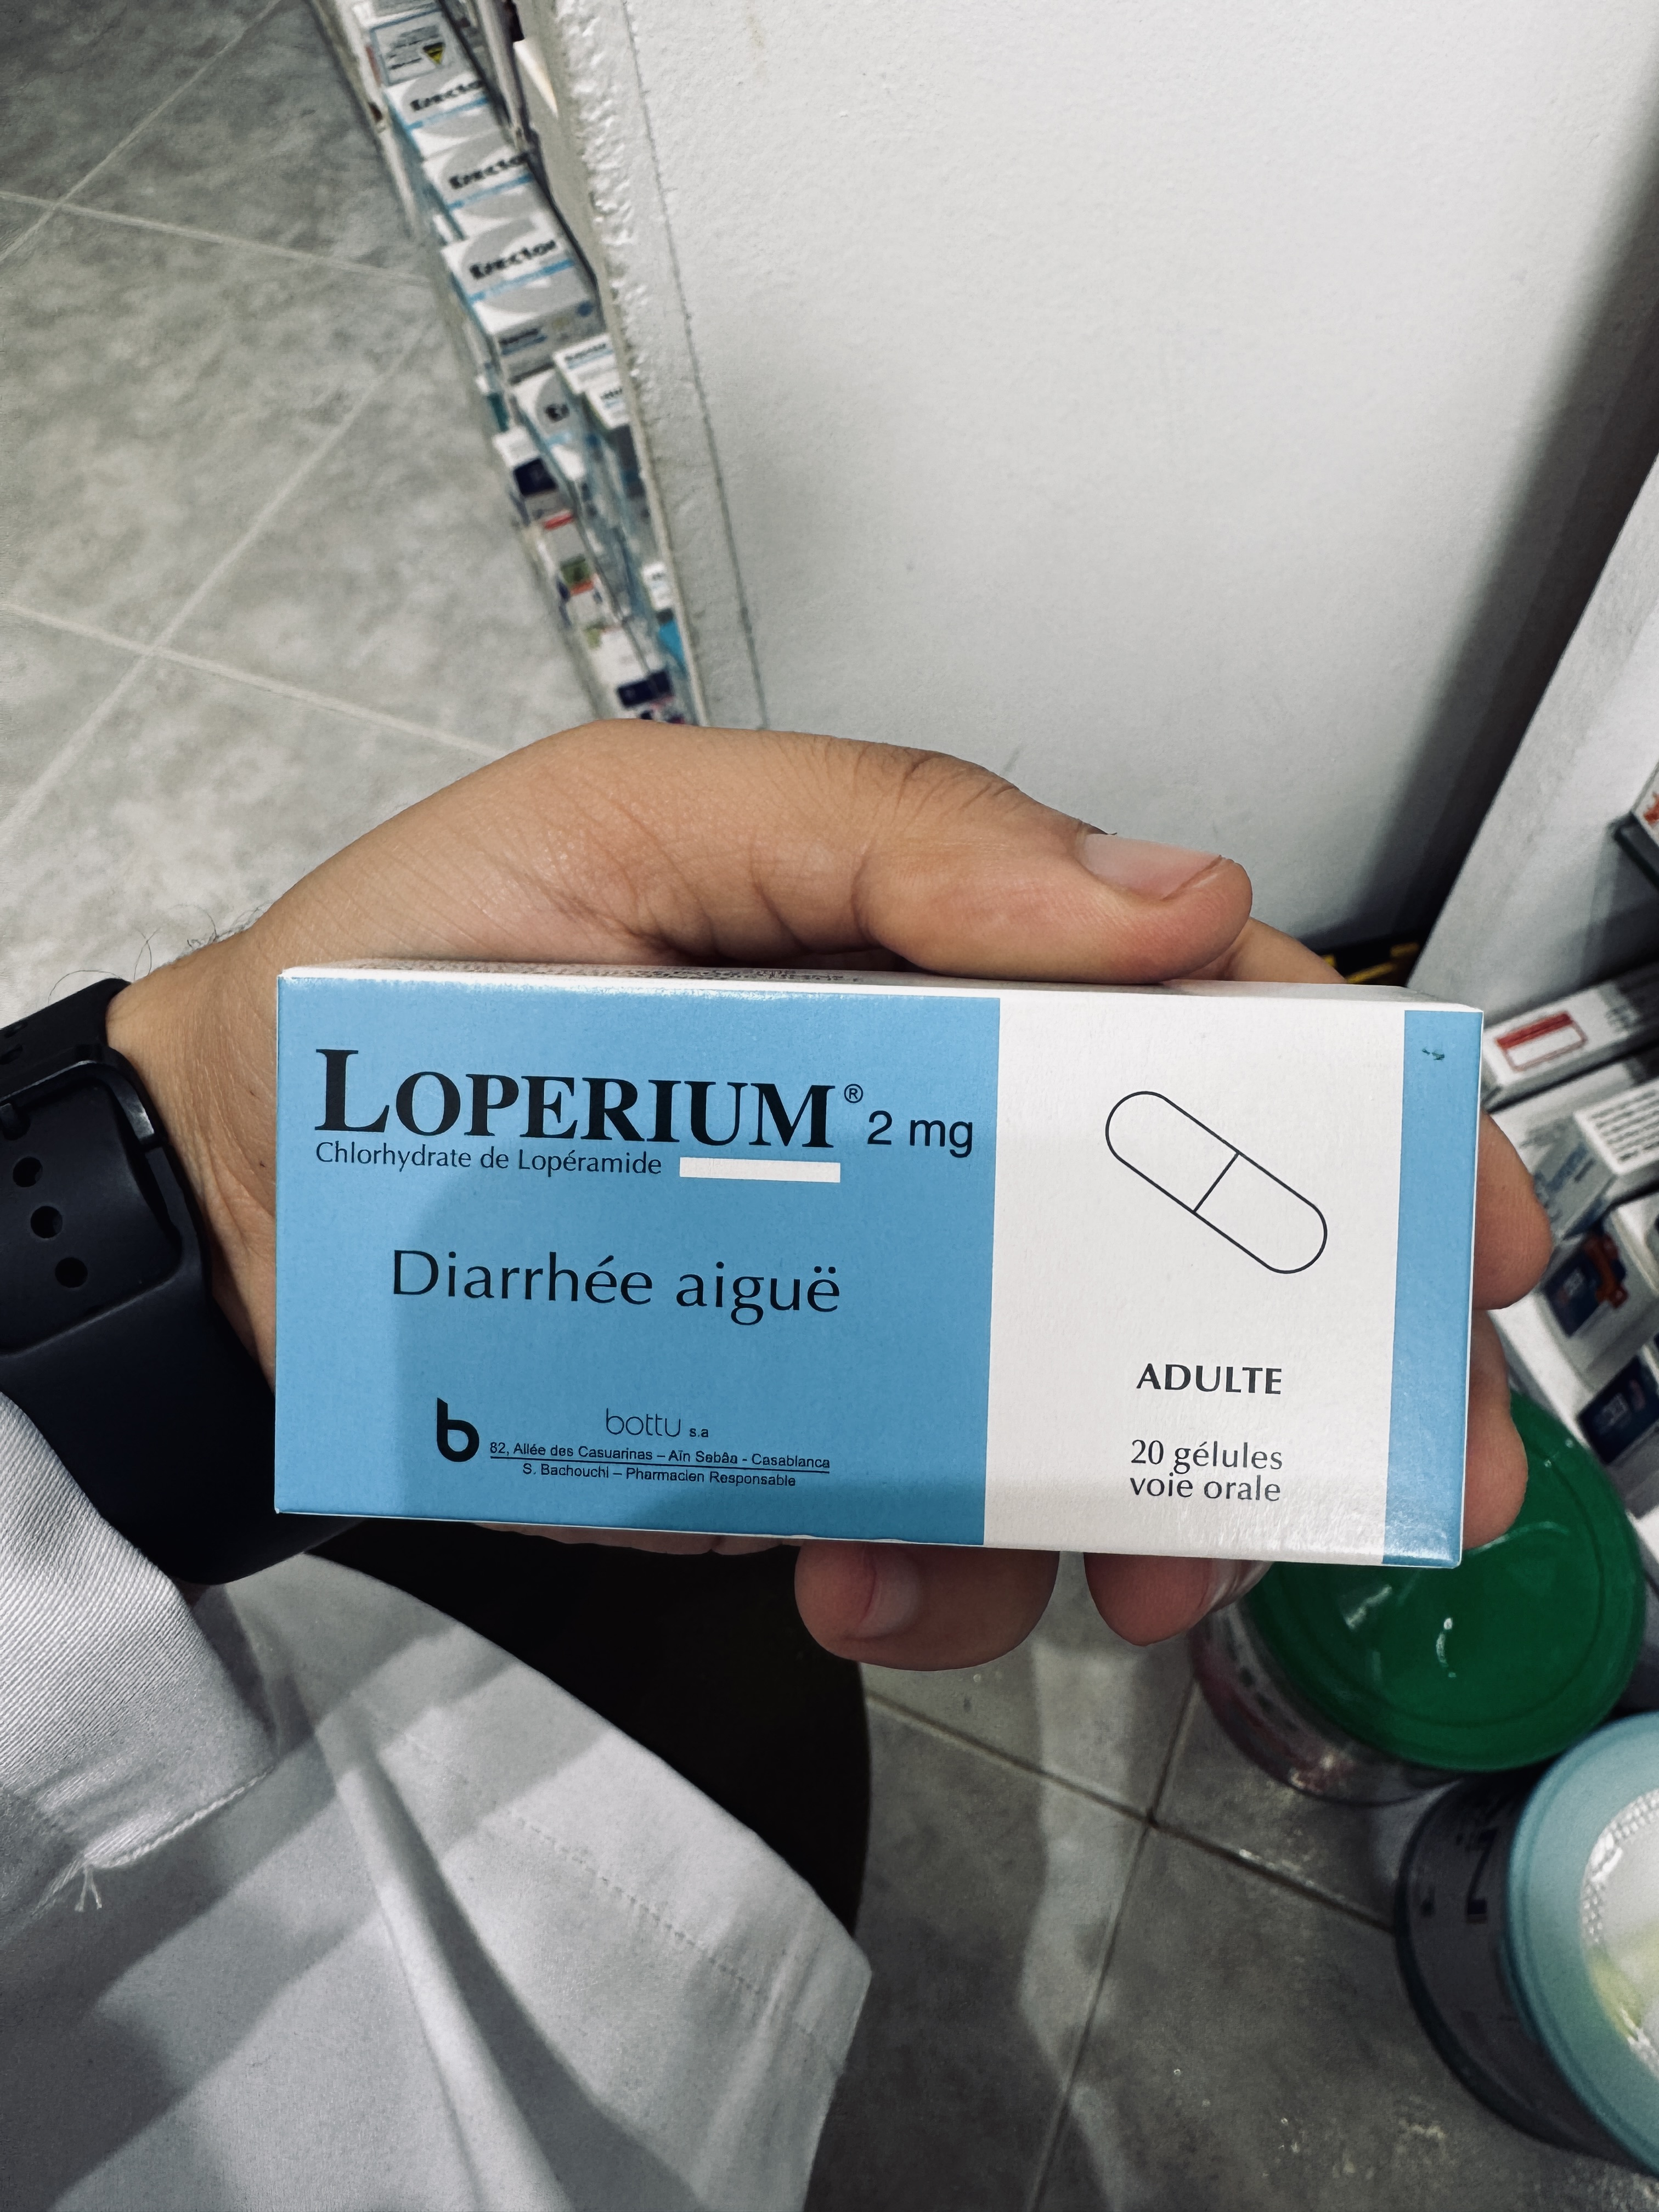 Erector
LOPERIUM® 2 mg
Chlorhydrate de Lopéramide
Diarrhée aiguë
b bottu s.a
82, Allée des Casuarinas – Aïn Sebâa - Casablanca
S. Bachouchi – Pharmacien Responsable
ADULTE
20 gélules
voie orale